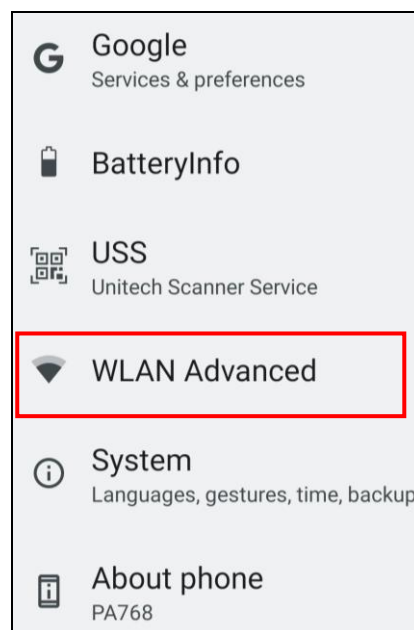 Google
Services & preferences
BatteryInfo
USS
Unitech Scanner Service
WLAN Advanced
System
Languages, gestures, time, backup
About phone
PA768